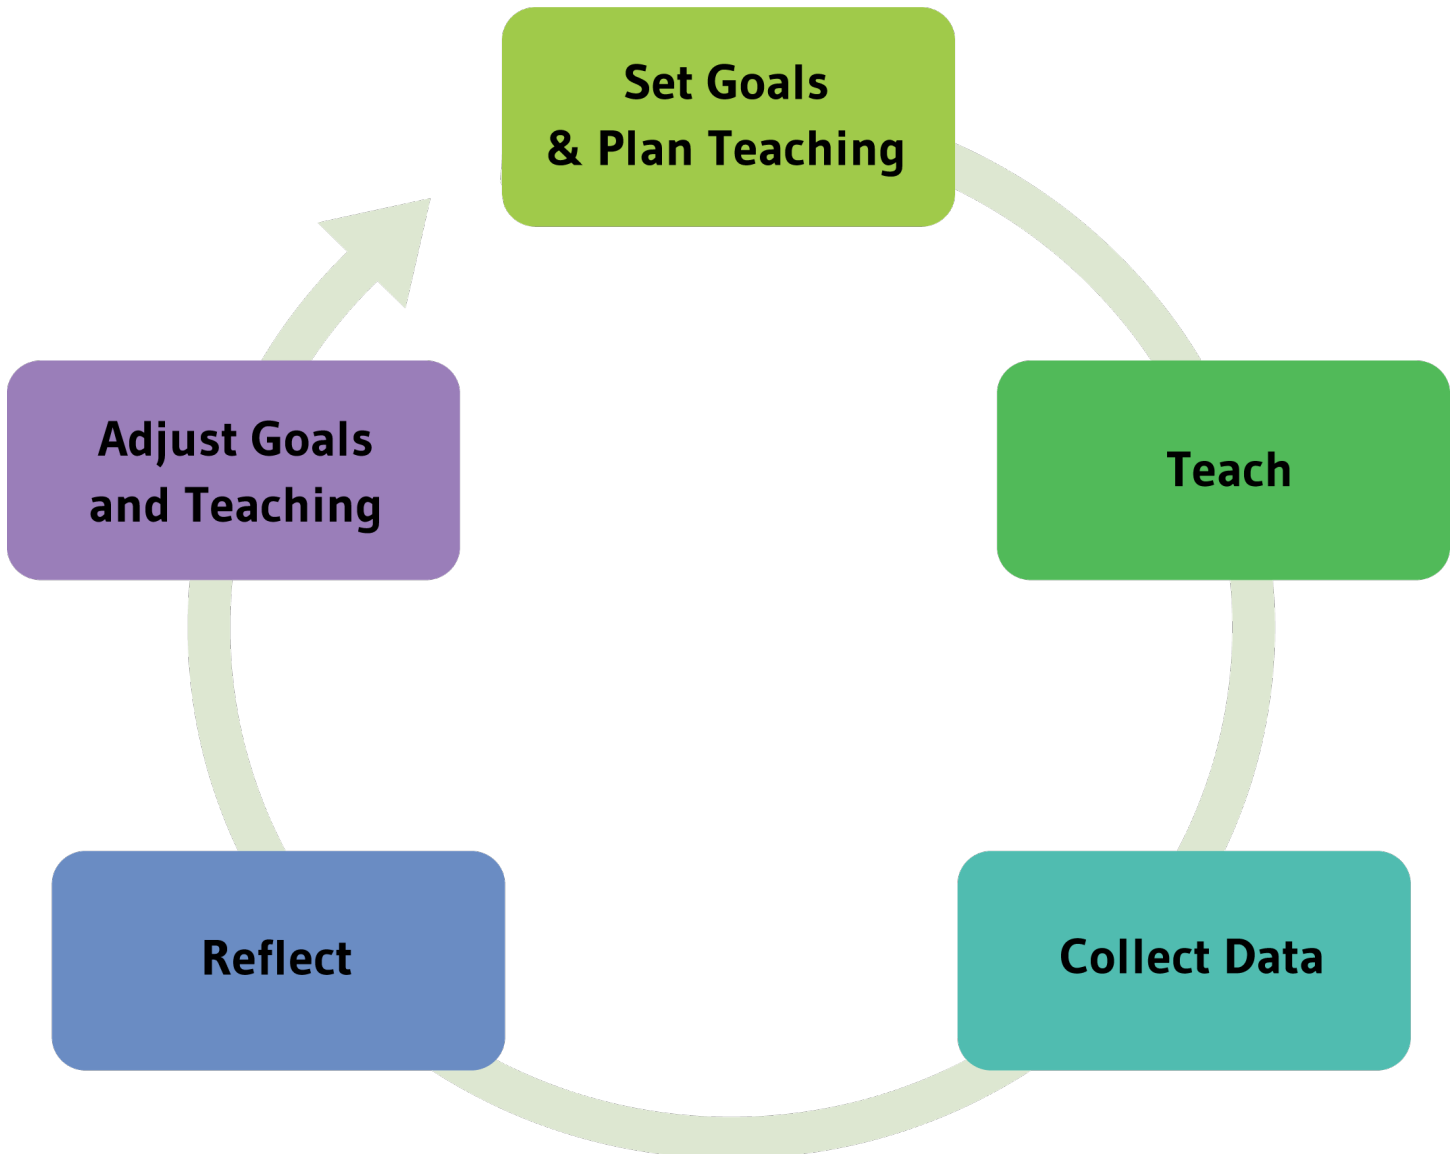 Set Goals
& Plan Teaching
Teach
Collect Data
Reflect
Adjust Goals
and Teaching